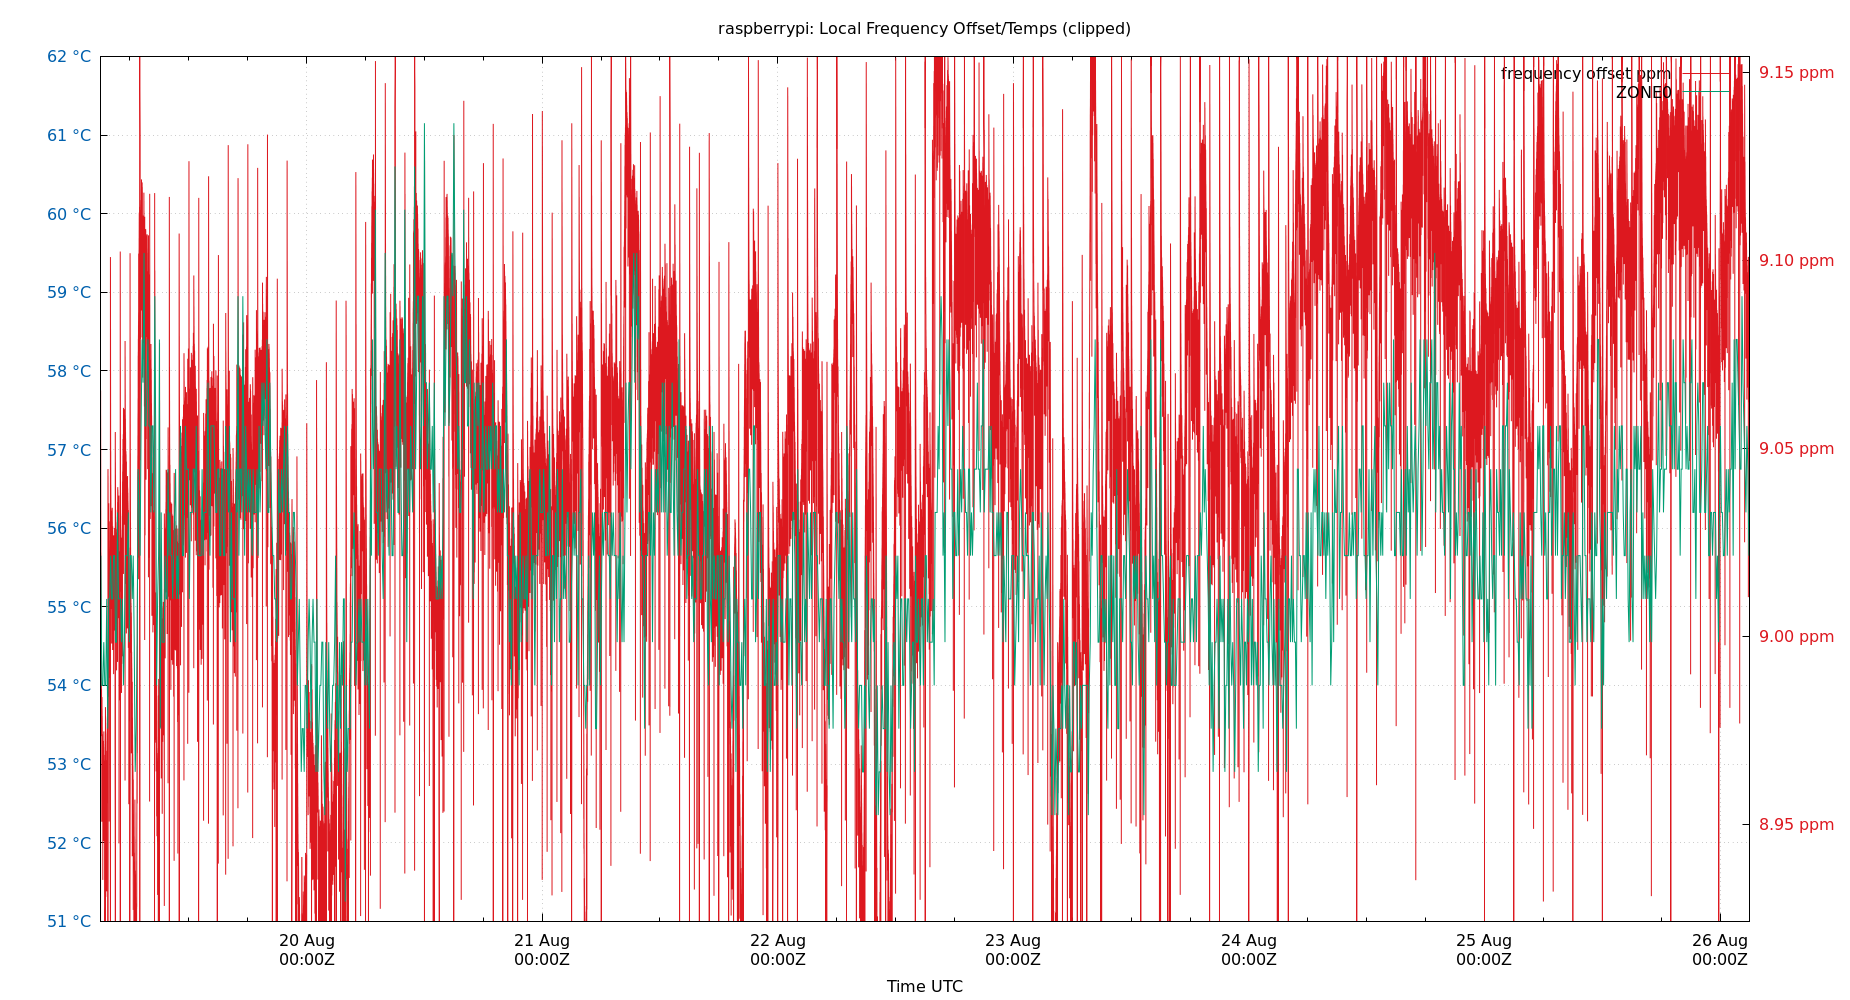 raspberrypi: Local Frequency Offset/Temps (clipped)
62 °C
61 °C
60 °C
59 °C
58 °C
57 °C
56 °C
55 °C
54 °C
53 °C
52 °C
51 °C
frequency offset ppm
ZONE0
9.15 ppm
9.10 ppm
9.05 ppm
9.00 ppm
8.95 ppm
20 Aug
00:00Z
21 Aug
00:00Z
22 Aug
00:00Z
23 Aug
00:00Z
24 Aug
00:00Z
25 Aug
00:00Z
26 Aug
00:00Z
Time UTC